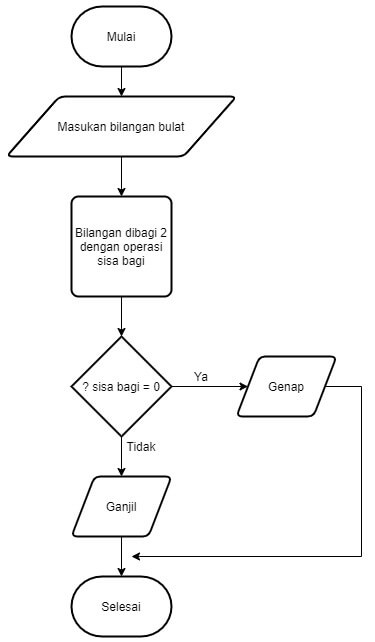 Mulai
Masukan bilangan bulat
Bilangan dibagi 2
dengan operasi
sisa bagi
? sisa bagi = 0
Ya
Genap
Tidak
Ganjil
Selesai